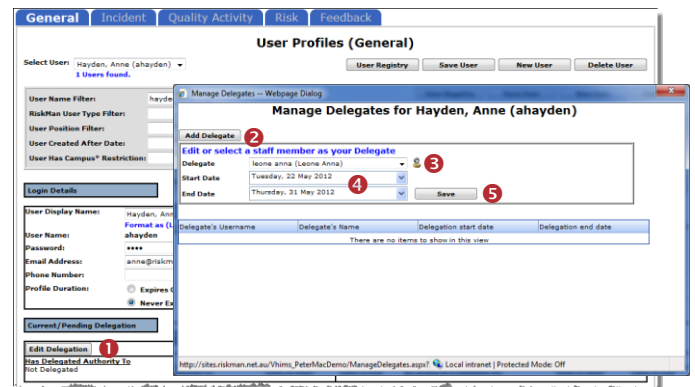 General Incident Quality Activity Risk Feedback
User Profiles (General)
Select User: Hayden, Anne (ahayden) User Registry Save User New User Delete User
1 Users found.
Manage Delegates -- Webpage Dialog
User Name Filter: hayde
Manage Delegates for Hayden, Anne (ahayden)
RiskMan User Type Filter:
User Position Filter:
User Created After Date:
User Has Campus* Restriction:
Add Delegate 2
Edit or select a staff member as your Delegate
Delegate leone anna (Leone Anna) 3
Start Date Tuesday, 22 May 2012 4
End Date Thursday, 31 May 2012 Save 5
Login Details
User Display Name: Hayden, Ann
Format as (L
User Name: ahayden
Password: ••••
Email Address: anne@riskm
Phone Number:
Profile Duration: Expires
Never Ex
Delegate's Username Delegate's Name Delegation start date Delegation end date
There are no items to show in this view
Current/Pending Delegation
Edit Delegation 1
Has Delegated Authority To
Not Delegated
http://sites.riskman.net.au/Vhims_PeterMacDemo/ManageDelegates.aspx? Local intranet | Protected Mode: Off